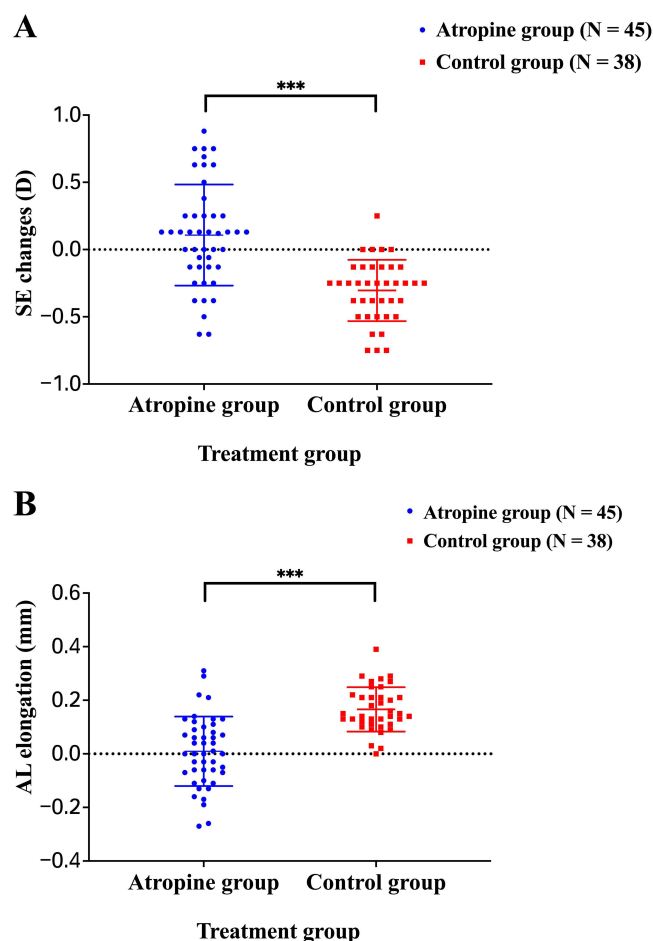 A
Atropine group (N = 45)
Control group (N = 38)
***
SE changes (D)
1.0
0.5
0.0
−0.5
−1.0
Atropine group
Control group
Treatment group
B
Atropine group (N = 45)
Control group (N = 38)
***
AL elongation (mm)
0.6
0.4
0.2
0.0
−0.2
−0.4
Atropine group
Control group
Treatment group